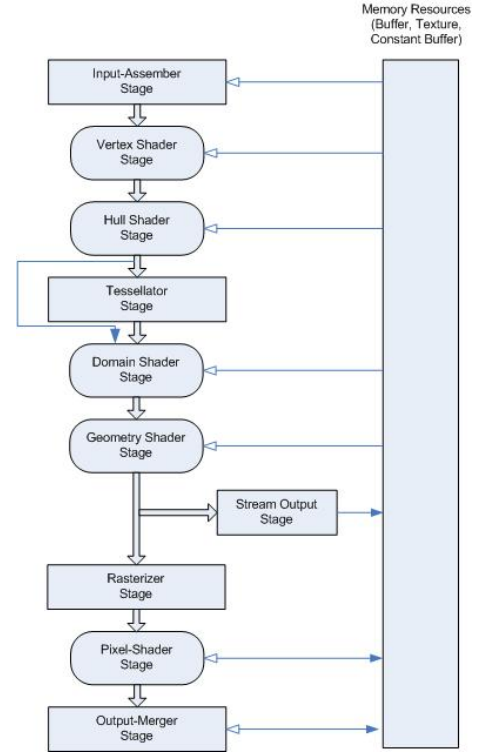 Memory Resources
(Buffer, Texture,
Constant Buffer)
Input-Assember
Stage
Vertex Shader
Stage
Hull Shader
Stage
Tessellator
Stage
Domain Shader
Stage
Geometry Shader
Stage
Stream Output
Stage
Rasterizer
Stage
Pixel-Shader
Stage
Output-Merger
Stage